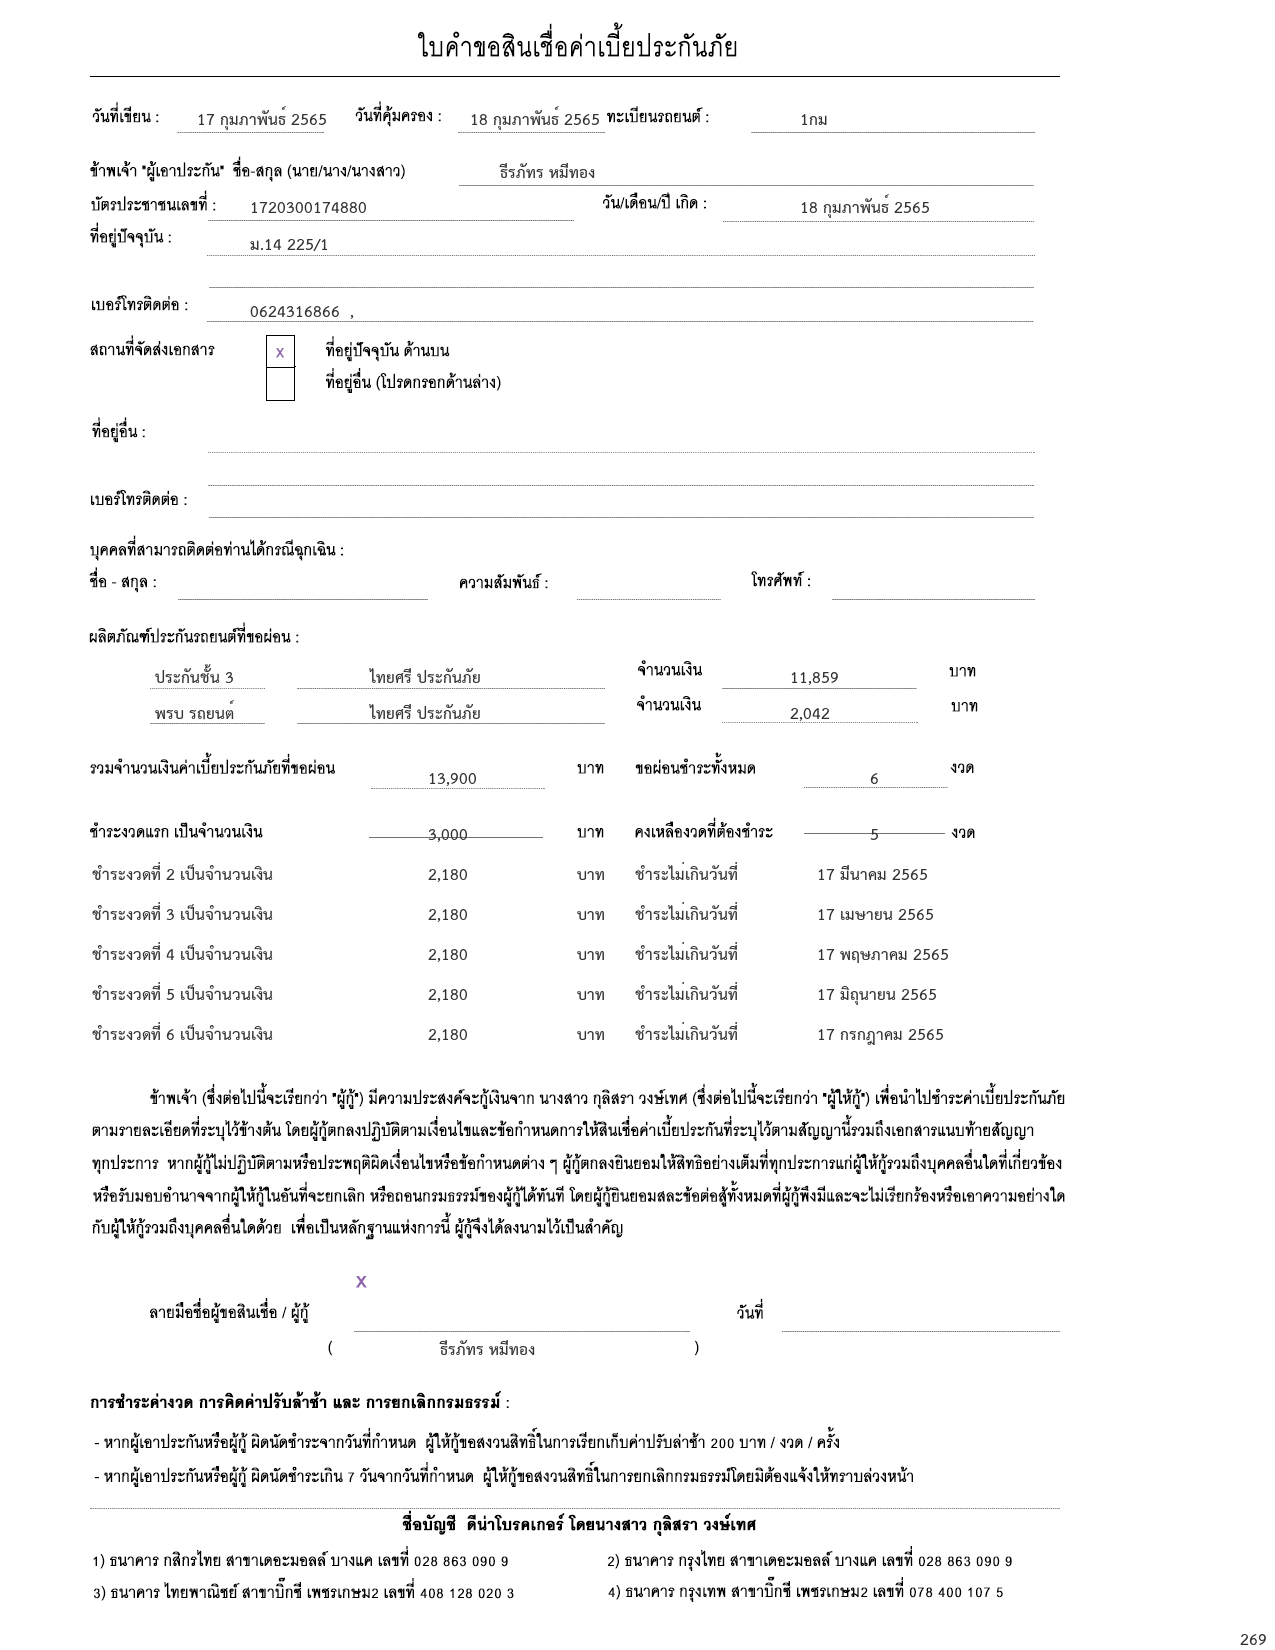 ใบคำขอสินเชื่อค่าเบี้ยประกันภัย
วันที่เขียน : 17 กุมภาพันธ์ 2565 วันที่คุ้มครอง : 18 กุมภาพันธ์ 2565 ทะเบียนรถยนต์ : 1กม
ข้าพเจ้า "ผู้เอาประกัน" ชื่อ-สกุล (นาย/นาง/นางสาว) ธีรภัทร หมีทอง
บัตรประชาชนเลขที่ : 1720300174880 วัน/เดือน/ปี เกิด : 18 กุมภาพันธ์ 2565
ที่อยู่ปัจจุบัน : ม.14 225/1
เบอร์โทรติดต่อ : 0624316866 ,
สถานที่จัดส่งเอกสาร x ที่อยู่ปัจจุบัน ด้านบน
ที่อยู่อื่น (โปรดกรอกด้านล่าง)
ที่อยู่อื่น :
เบอร์โทรติดต่อ :
บุคคลที่สามารถติดต่อท่านได้กรณีฉุกเฉิน :
ชื่อ - สกุล : ความสัมพันธ์ : โทรศัพท์ :
ผลิตภัณฑ์ประกันรถยนต์ที่ขอผ่อน :
ประกันชั้น 3 ไทยศรี ประกันภัย จำนวนเงิน 11,859 บาท
พรบ รถยนต์ ไทยศรี ประกันภัย จำนวนเงิน 2,042 บาท
รวมจำนวนเงินค่าเบี้ยประกันภัยที่ขอผ่อน 13,900 บาท ขอผ่อนชำระทั้งหมด 6 งวด
ชำระงวดแรก เป็นจำนวนเงิน 3,000 บาท คงเหลืองวดที่ต้องชำระ 5 งวด
ชำระงวดที่ 2 เป็นจำนวนเงิน 2,180 บาท ชำระไม่เกินวันที่ 17 มีนาคม 2565
ชำระงวดที่ 3 เป็นจำนวนเงิน 2,180 บาท ชำระไม่เกินวันที่ 17 เมษายน 2565
ชำระงวดที่ 4 เป็นจำนวนเงิน 2,180 บาท ชำระไม่เกินวันที่ 17 พฤษภาคม 2565
ชำระงวดที่ 5 เป็นจำนวนเงิน 2,180 บาท ชำระไม่เกินวันที่ 17 มิถุนายน 2565
ชำระงวดที่ 6 เป็นจำนวนเงิน 2,180 บาท ชำระไม่เกินวันที่ 17 กรกฎาคม 2565
ข้าพเจ้า (ซึ่งต่อไปนี้จะเรียกว่า "ผู้กู้") มีความประสงค์จะกู้เงินจาก นางสาว กุลิสรา วงษ์เทศ (ซึ่งต่อไปนี้จะเรียกว่า "ผู้ให้กู้") เพื่อนำไปชำระค่าเบี้ยประกันภัย
ตามรายละเอียดที่ระบุไว้ข้างต้น โดยผู้กู้ตกลงปฏิบัติตามเงื่อนไขและข้อกำหนดการให้สินเชื่อค่าเบี้ยประกันที่ระบุไว้ตามสัญญานี้รวมถึงเอกสารแนบท้ายสัญญา
ทุกประการ หากผู้กู้ไม่ปฏิบัติตามหรือประพฤติผิดเงื่อนไขหรือข้อกำหนดต่าง ๆ ผู้กู้ตกลงยินยอมให้สิทธิอย่างเต็มที่ทุกประการแก่ผู้ให้กู้รวมถึงบุคคลอื่นใดที่เกี่ยวข้อง
หรือรับมอบอำนาจจากผู้ให้กู้ในอันที่จะยกเลิก หรือถอนกรมธรรม์ของผู้กู้ได้ทันที โดยผู้กู้ยินยอมสละข้อต่อสู้ทั้งหมดที่ผู้กู้พึงมีและจะไม่เรียกร้องหรือเอาความอย่างใด
กับผู้ให้กู้รวมถึงบุคคลอื่นใดด้วย เพื่อเป็นหลักฐานแห่งการนี้ ผู้กู้จึงได้ลงนามไว้เป็นสำคัญ
x
ลายมือชื่อผู้ขอสินเชื่อ / ผู้กู้ วันที่
( ธีรภัทร หมีทอง )
การชำระค่างวด การคิดค่าปรับล้าช้า และ การยกเลิกกรมธรรม์ :
- หากผู้เอาประกันหรือผู้กู้ ผิดนัดชำระจากวันที่กำหนด ผู้ให้กู้ขอสงวนสิทธิ์ในการเรียกเก็บค่าปรับล่าช้า 200 บาท / งวด / ครั้ง
- หากผู้เอาประกันหรือผู้กู้ ผิดนัดชำระเกิน 7 วันจากวันที่กำหนด ผู้ให้กู้ขอสงวนสิทธิ์ในการยกเลิกกรมธรรม์โดยมิต้องแจ้งให้ทราบล่วงหน้า
ชื่อบัญชี ดีน่าโบรคเกอร์ โดยนางสาว กุลิสรา วงษ์เทศ
1) ธนาคาร กสิกรไทย สาขาเดอะมอลล์ บางแค เลขที่ 028 863 090 9 2) ธนาคาร กรุงไทย สาขาเดอะมอลล์ บางแค เลขที่ 028 863 090 9
3) ธนาคาร ไทยพาณิชย์ สาขาบิ๊กซี เพชรเกษม2 เลขที่ 408 128 020 3 4) ธนาคาร กรุงเทพ สาขาบิ๊กซี เพชรเกษม2 เลขที่ 078 400 107 5
269